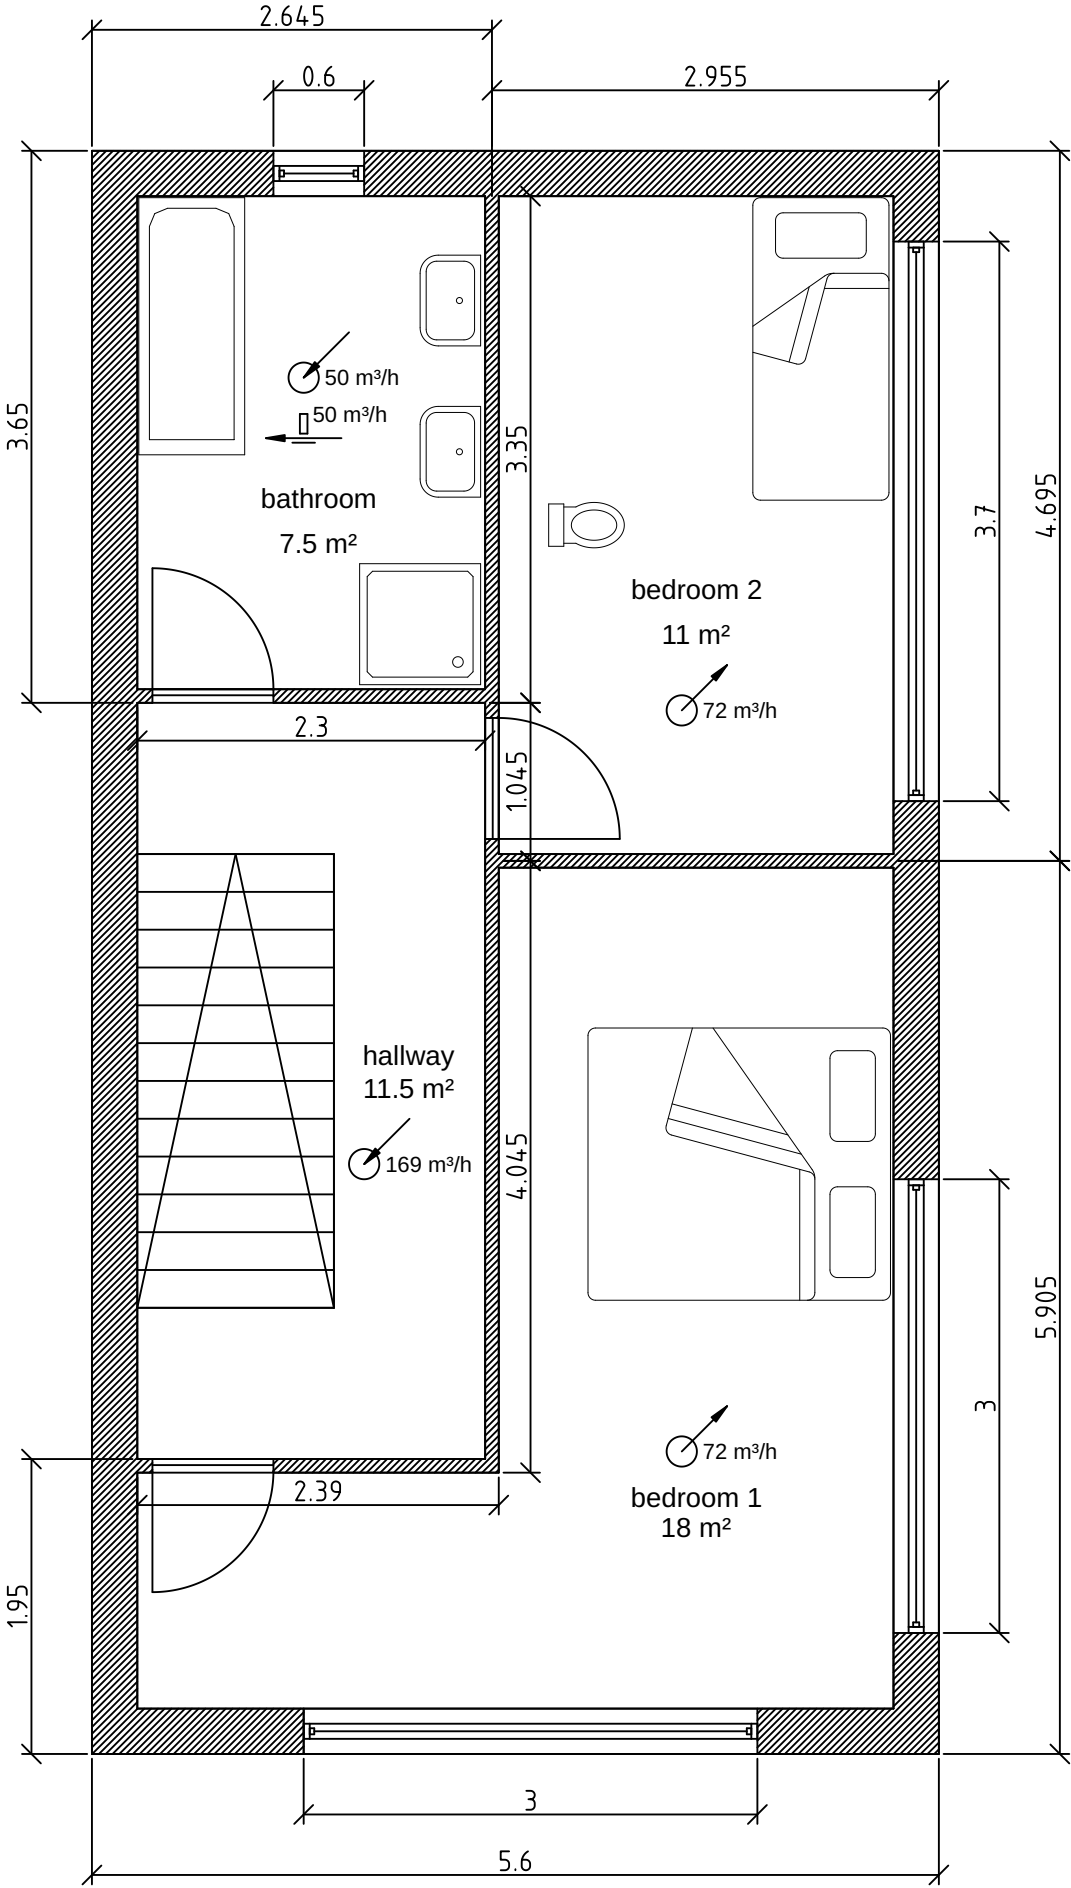 2.645
0.6
2.955
3.65
3.35
3.7
4.695
50 m³/h
50 m³/h
bathroom
7.5 m²
bedroom 2
11 m²
72 m³/h
2.3
1.045
hallway
11.5 m²
169 m³/h
4.045
5.905
3
72 m³/h
bedroom 1
18 m²
2.39
1.95
3
5.6